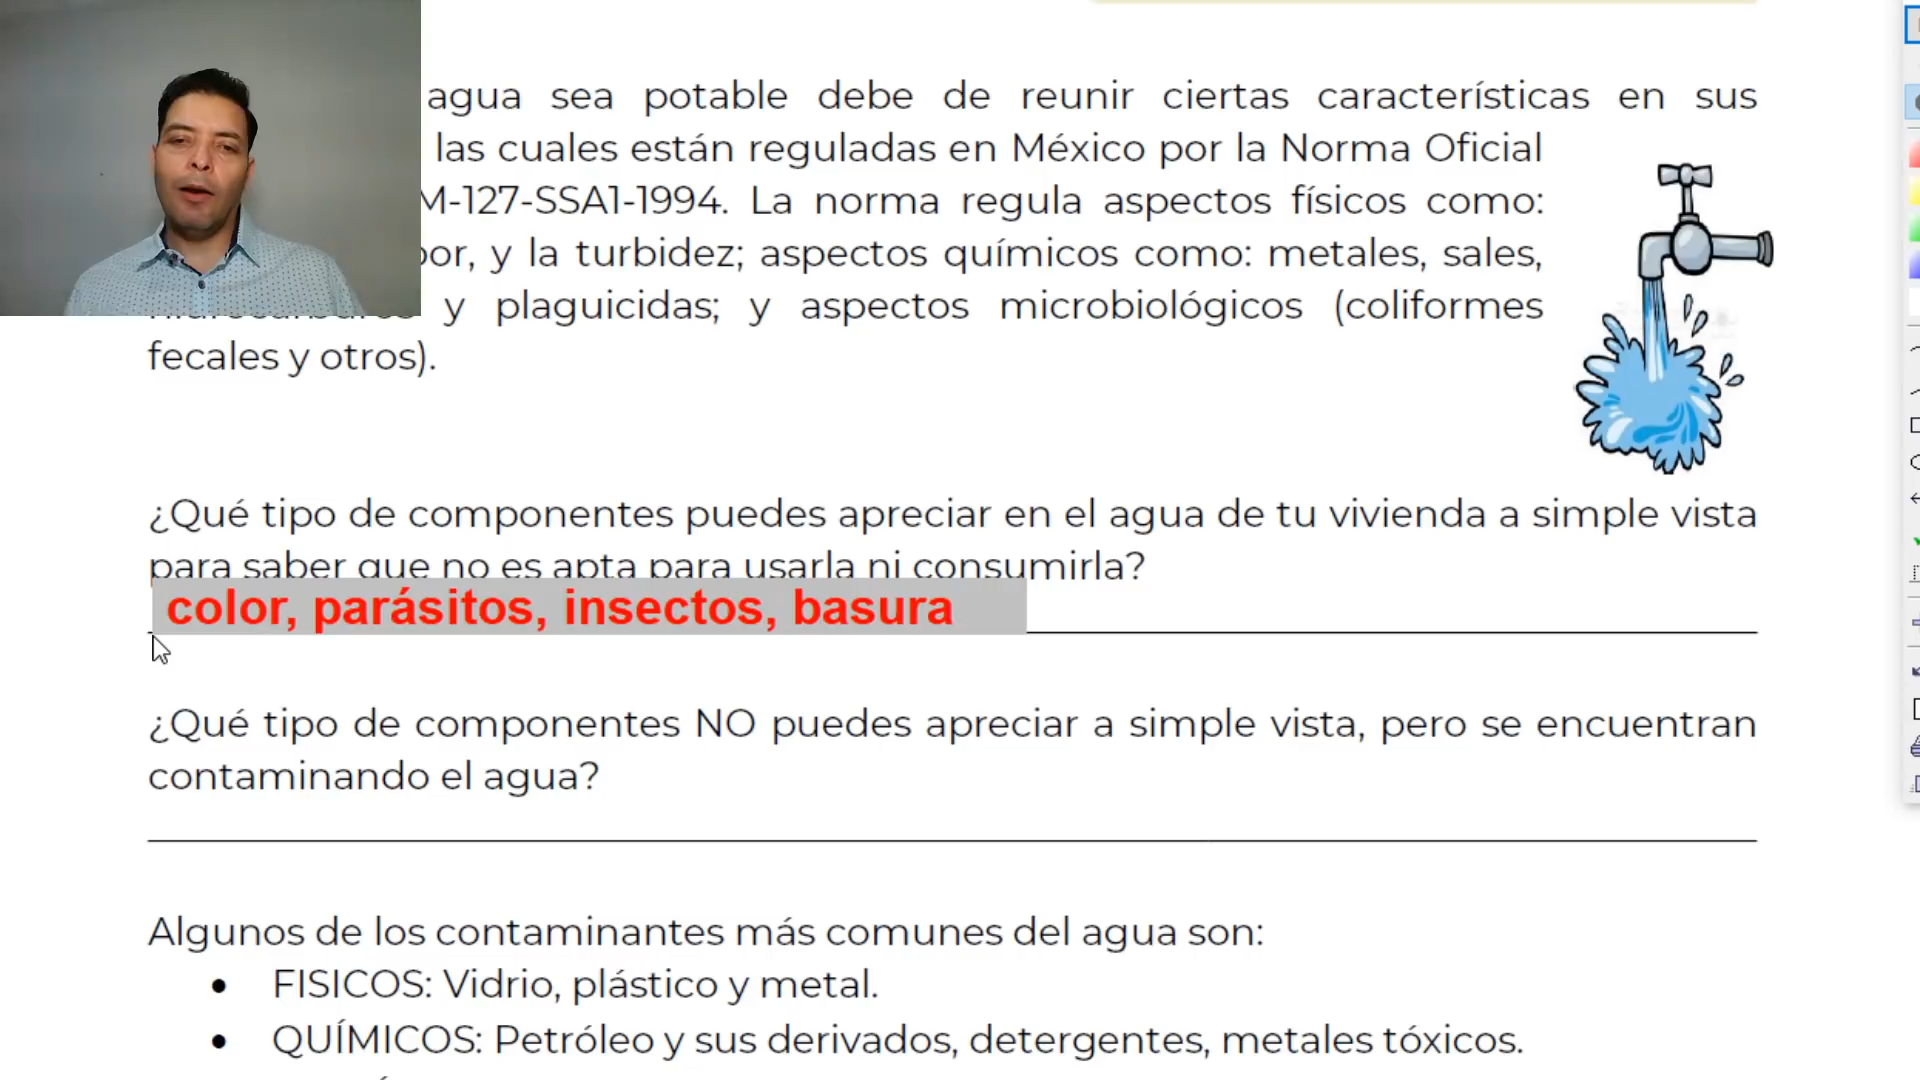 agua sea potable debe de reunir ciertas características en sus
las cuales están reguladas en México por la Norma Oficial
M-127-SSA1-1994. La norma regula aspectos físicos como:
y la turbidez; aspectos químicos como: metales, sales,
y plaguicidas; y aspectos microbiológicos (coliformes
fecales y otros).
¿Qué tipo de componentes puedes apreciar en el agua de tu vivienda a simple vista
para saber que no es apta para usarla ni consumirla?
color, parásitos, insectos, basura
¿Qué tipo de componentes NO puedes apreciar a simple vista, pero se encuentran
contaminando el agua?
Algunos de los contaminantes más comunes del agua son:
• FISICOS: Vidrio, plástico y metal.
• QUÍMICOS: Petróleo y sus derivados, detergentes, metales tóxicos.